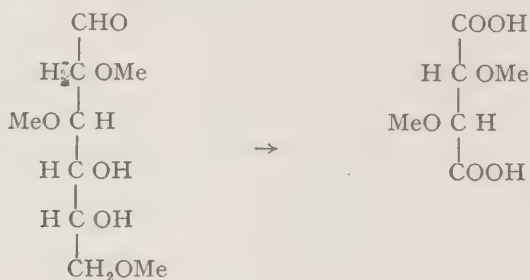 CHO COOH
H C OMe H C OMe
MeO C H MeO C H
H C OH → COOH
H C OH
CH₂OMe